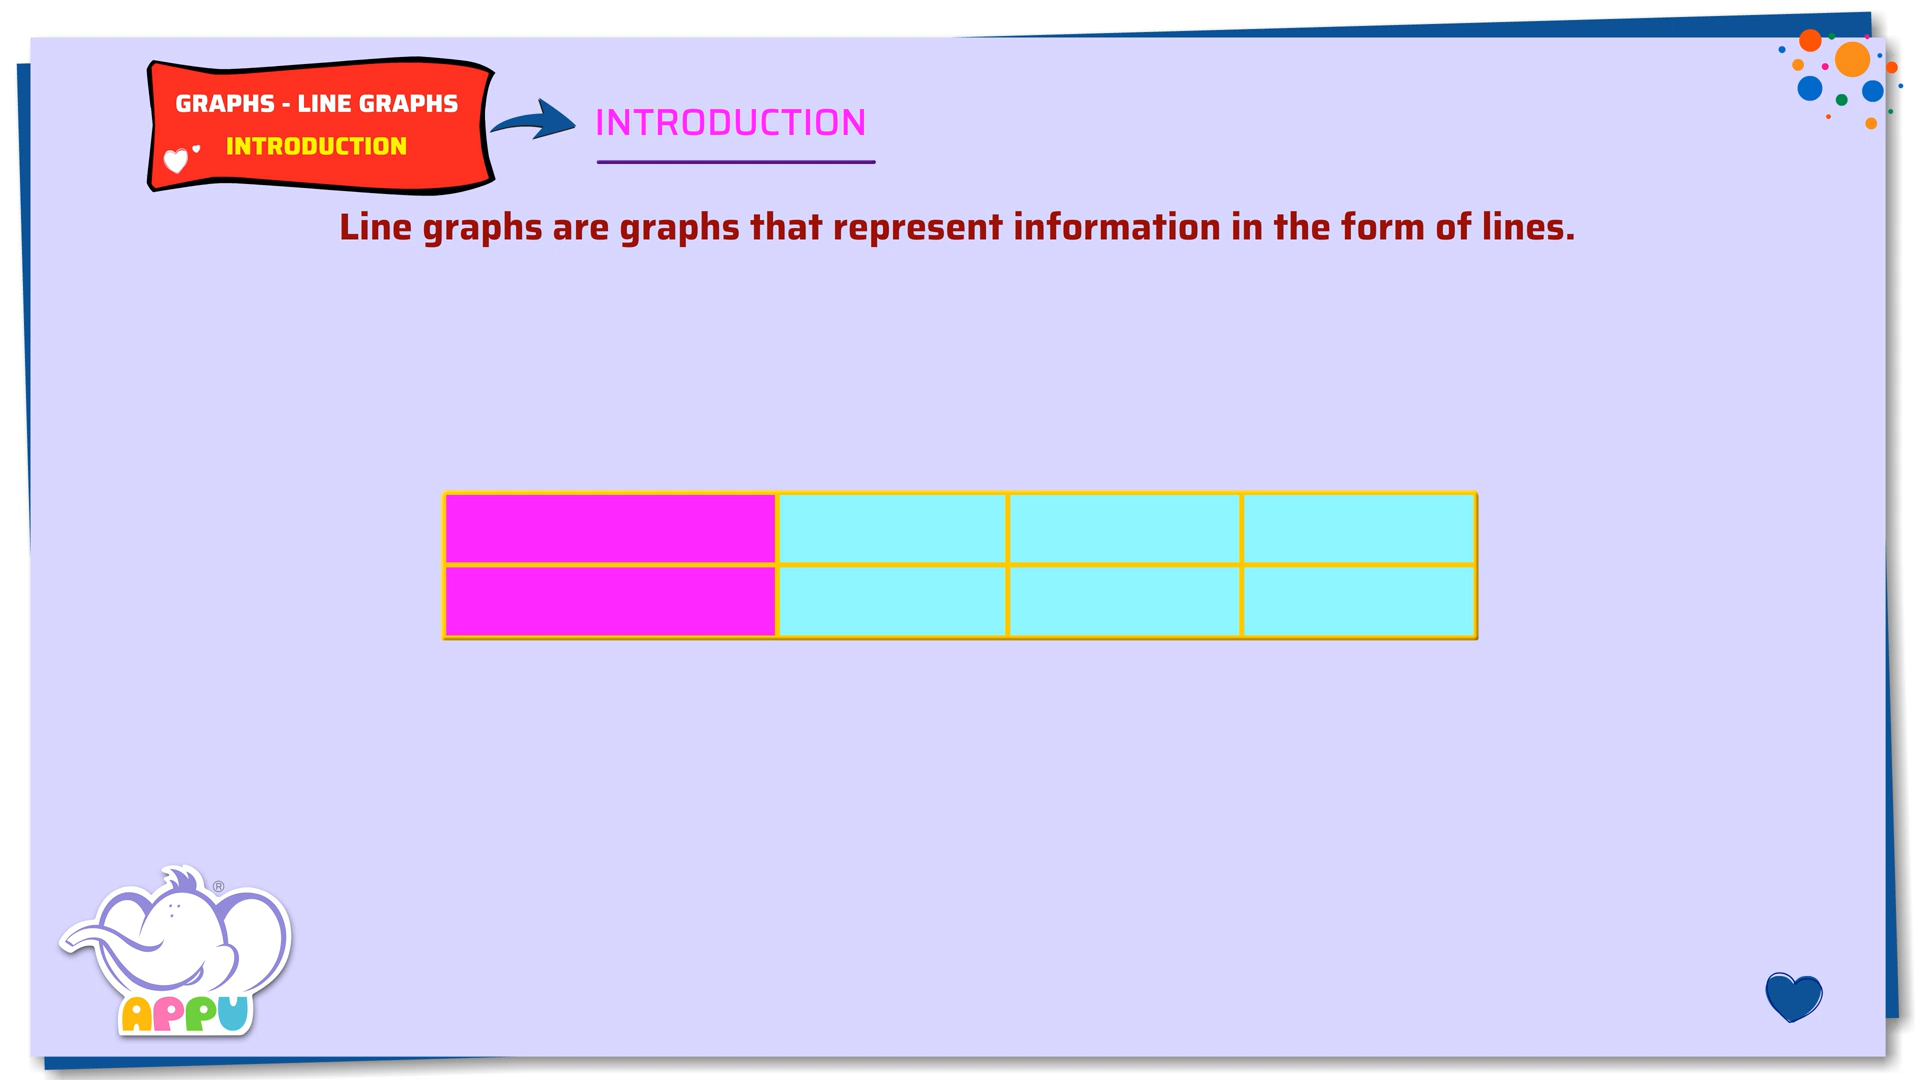 GRAPHS - LINE GRAPHS
INTRODUCTION
INTRODUCTION
Line graphs are graphs that represent information in the form of lines.
®
APPU